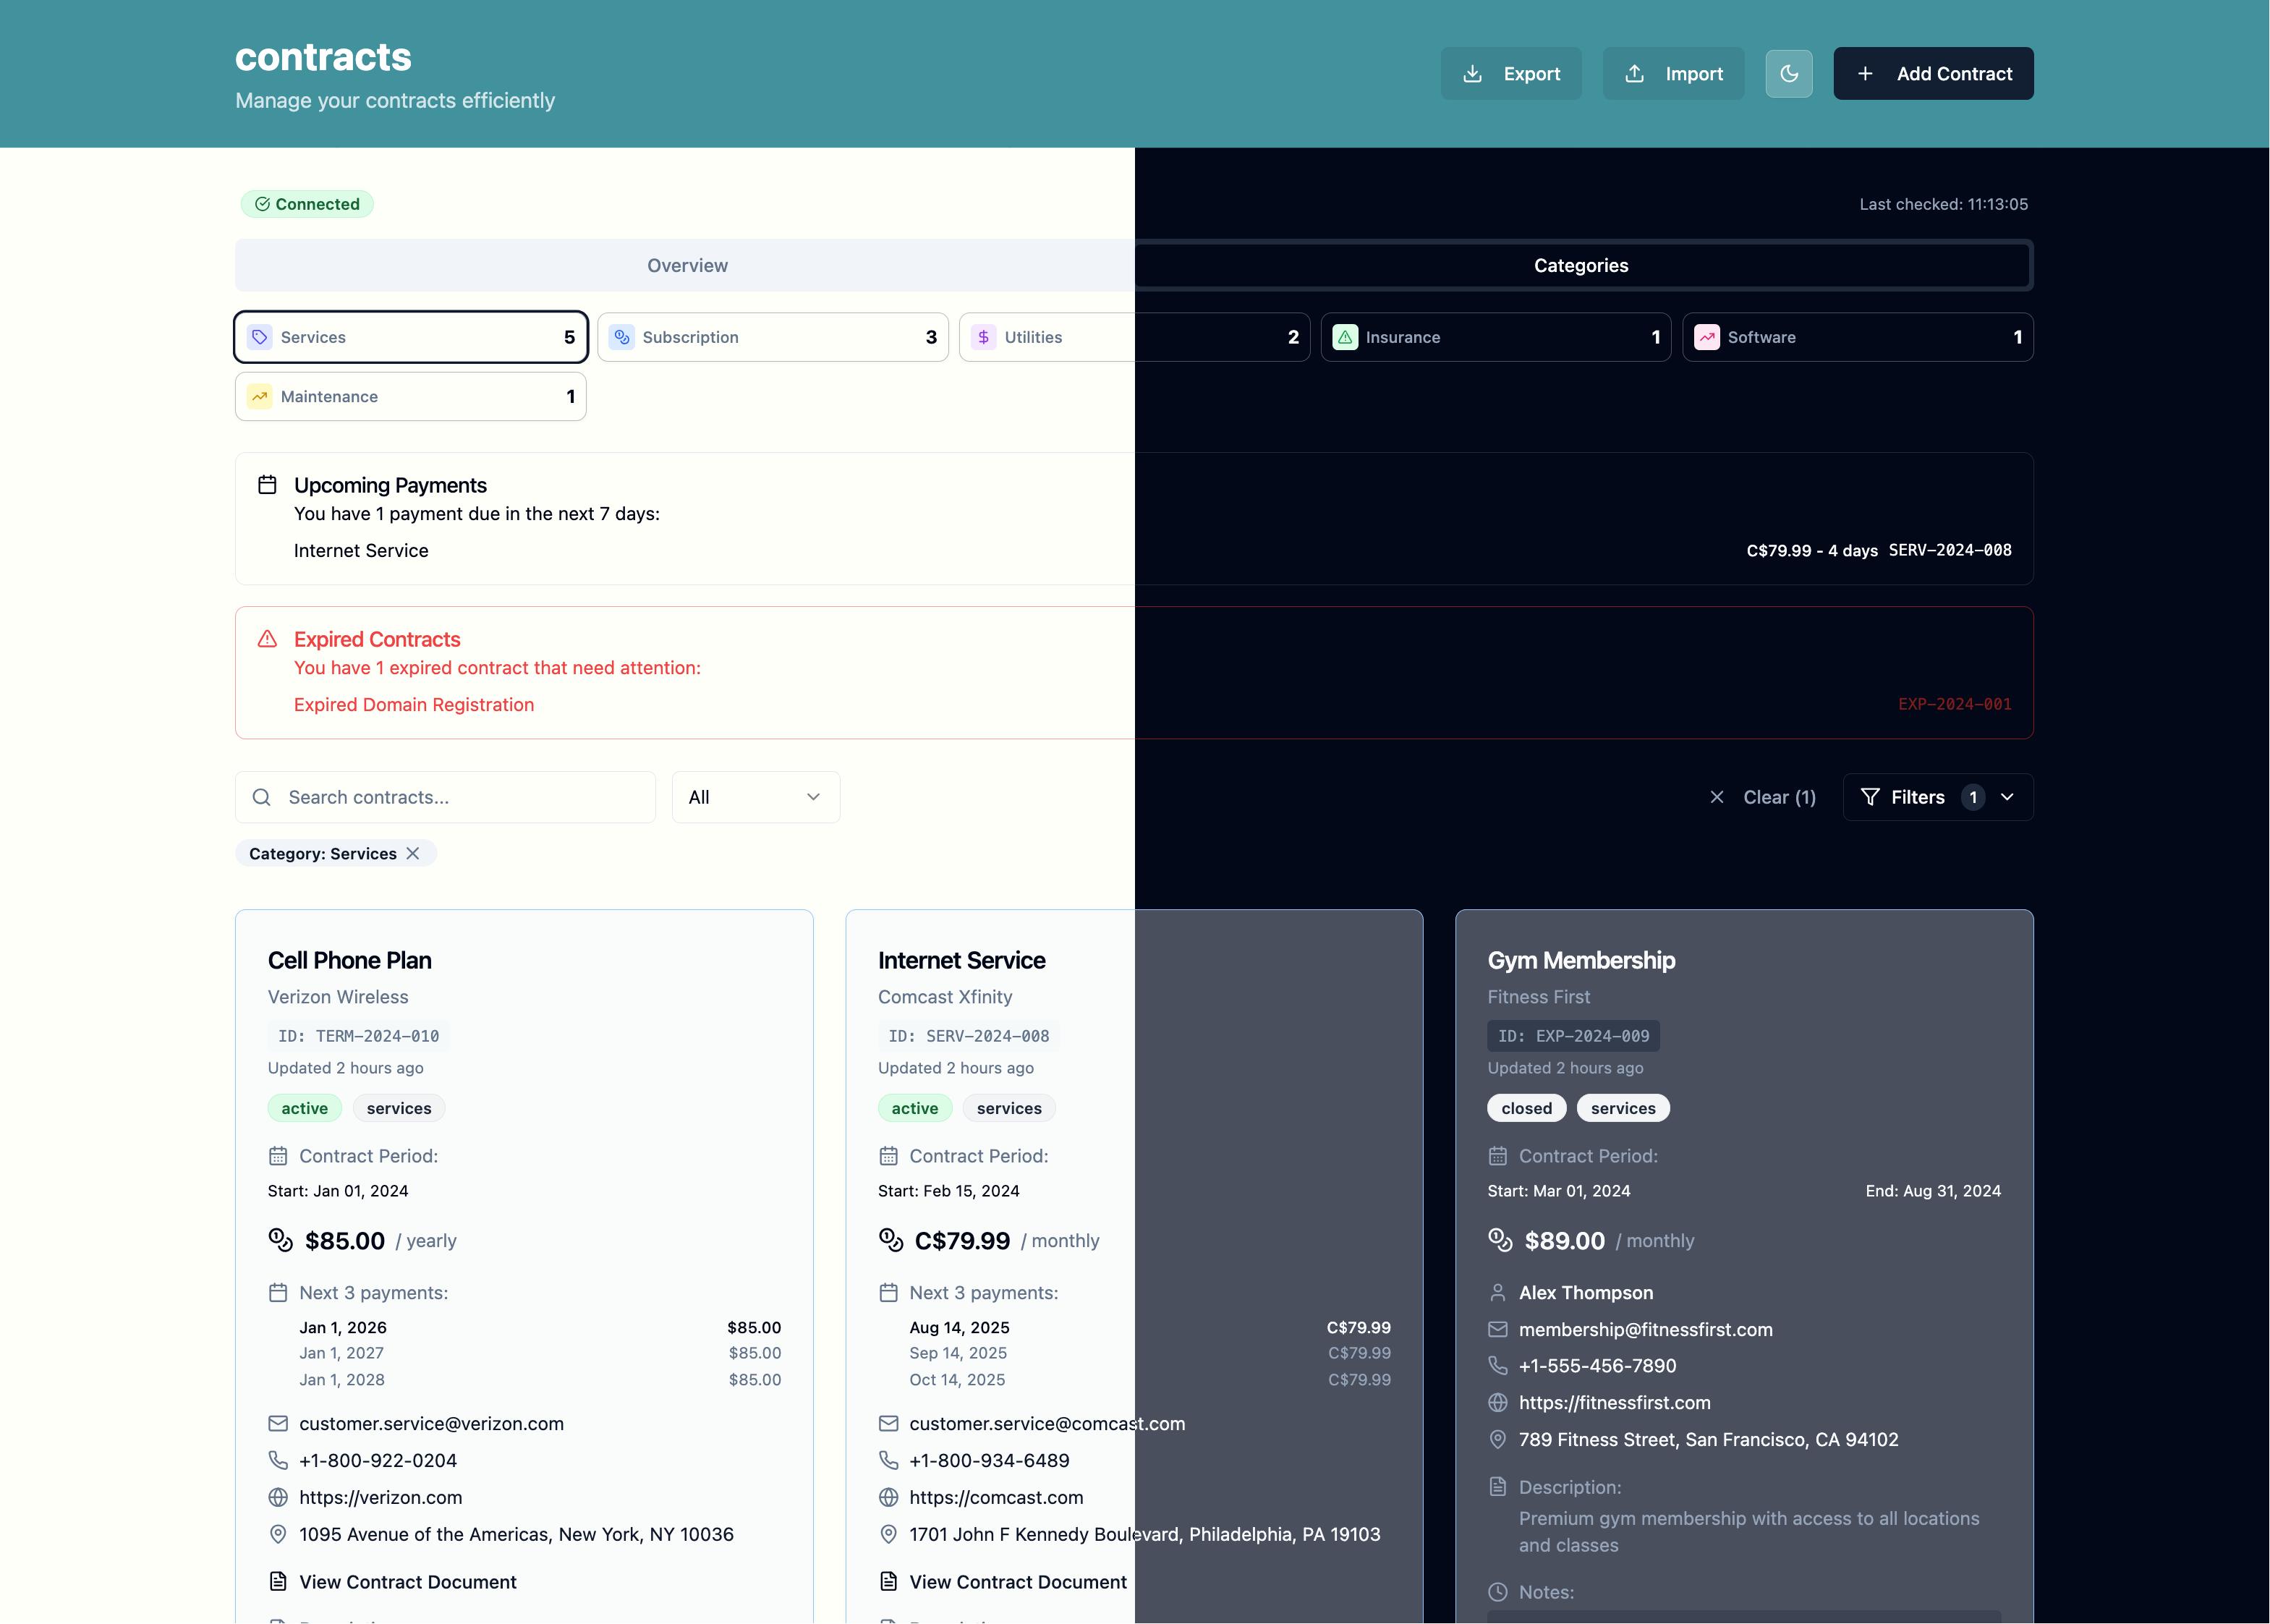 contracts
Manage your contracts efficiently
Export
Import
Add Contract
Connected
Last checked: 11:13:05
Overview
Categories
Services 5
Subscription 3
Utilities 2
Insurance 1
Software 1
Maintenance 1
Upcoming Payments
You have 1 payment due in the next 7 days:
Internet Service
C$79.99 - 4 days SERV-2024-008
Expired Contracts
You have 1 expired contract that need attention:
Expired Domain Registration
EXP-2024-001
Search contracts...
All
Clear (1)
Filters 1
Category: Services
Cell Phone Plan
Verizon Wireless
ID: TERM-2024-010
Updated 2 hours ago
active services
Contract Period:
Start: Jan 01, 2024
$85.00 / yearly
Next 3 payments:
Jan 1, 2026 $85.00
Jan 1, 2027 $85.00
Jan 1, 2028 $85.00
customer.service@verizon.com
+1-800-922-0204
https://verizon.com
1095 Avenue of the Americas, New York, NY 10036
View Contract Document
Internet Service
Comcast Xfinity
ID: SERV-2024-008
Updated 2 hours ago
active services
Contract Period:
Start: Feb 15, 2024
C$79.99 / monthly
Next 3 payments:
Aug 14, 2025 C$79.99
Sep 14, 2025 C$79.99
Oct 14, 2025 C$79.99
customer.service@comcast.com
+1-800-934-6489
https://comcast.com
1701 John F Kennedy Boulevard, Philadelphia, PA 19103
View Contract Document
Gym Membership
Fitness First
ID: EXP-2024-009
Updated 2 hours ago
closed services
Contract Period:
Start: Mar 01, 2024 End: Aug 31, 2024
$89.00 / monthly
Alex Thompson
membership@fitnessfirst.com
+1-555-456-7890
https://fitnessfirst.com
789 Fitness Street, San Francisco, CA 94102
Description:
Premium gym membership with access to all locations
and classes
Notes: